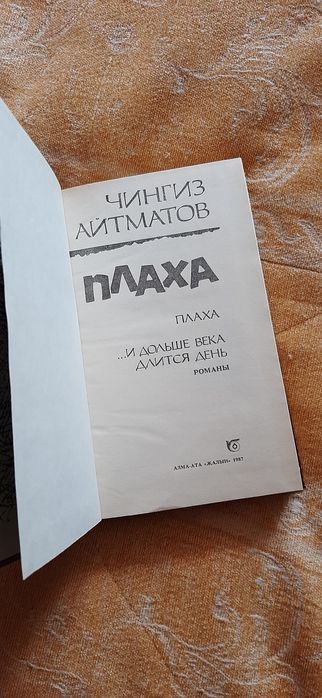 ЧИНГИЗ
АЙТМАТОВ
ПЛАХА
ПЛАХА
...И ДОЛЬШЕ ВЕКА
ДЛИТСЯ ДЕНЬ
РОМАНЫ
АЛМА-АТА «ЖАЛЫН» 1987